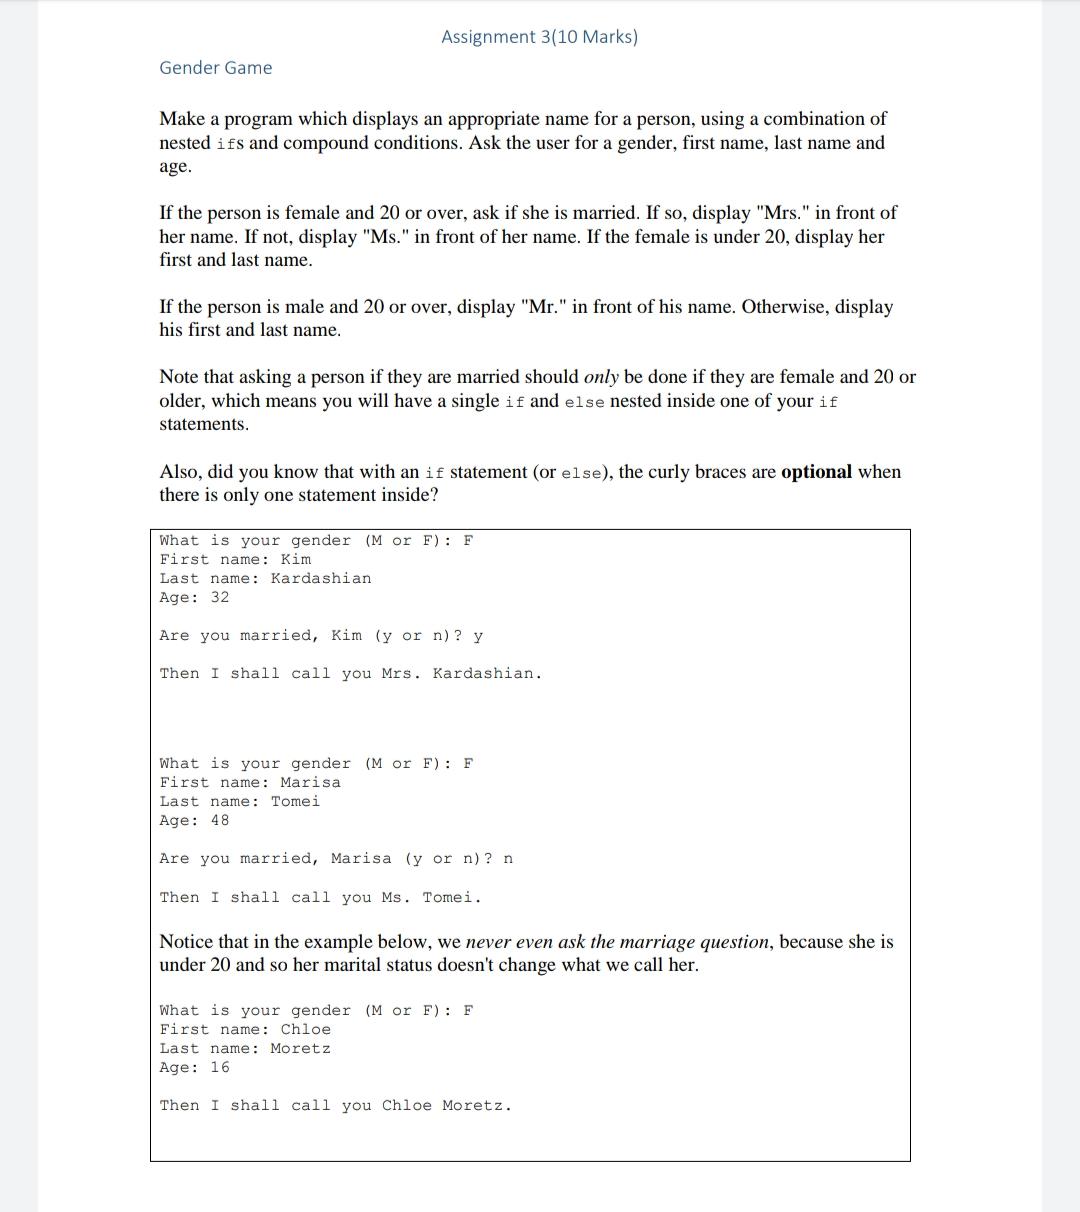 Assignment 3(10 Marks)
Gender Game
Make a program which displays an appropriate name for a person, using a combination of
nested ifs and compound conditions. Ask the user for a gender, first name, last name and
age.
If the person is female and 20 or over, ask if she is married. If so, display "Mrs." in front of
her name. If not, display "Ms." in front of her name. If the female is under 20, display her
first and last name.
If the person is male and 20 or over, display "Mr." in front of his name. Otherwise, display
his first and last name.
Note that asking a person if they are married should only be done if they are female and 20 or
older, which means you will have a single if and else nested inside one of your if
statements.
Also, did you know that with an if statement (or else), the curly braces are optional when
there is only one statement inside?
What is your gender (M or F): F
First name: Kim
Last name: Kardashian
Age: 32
Are you married, Kim (y or n)? y
Then I shall call you Mrs. Kardashian.
What is your gender (M or F): F
First name: Marisa
Last name: Tomei
Age: 48
Are you married, Marisa (y or n)? n
Then I shall call you Ms. Tomei.
Notice that in the example below, we never even ask the marriage question, because she is
under 20 and so her marital status doesn't change what we call her.
What is your gender (M or F): F
First name: Chloe
Last name: Moretz
Age: 16
Then I shall call you Chloe Moretz.